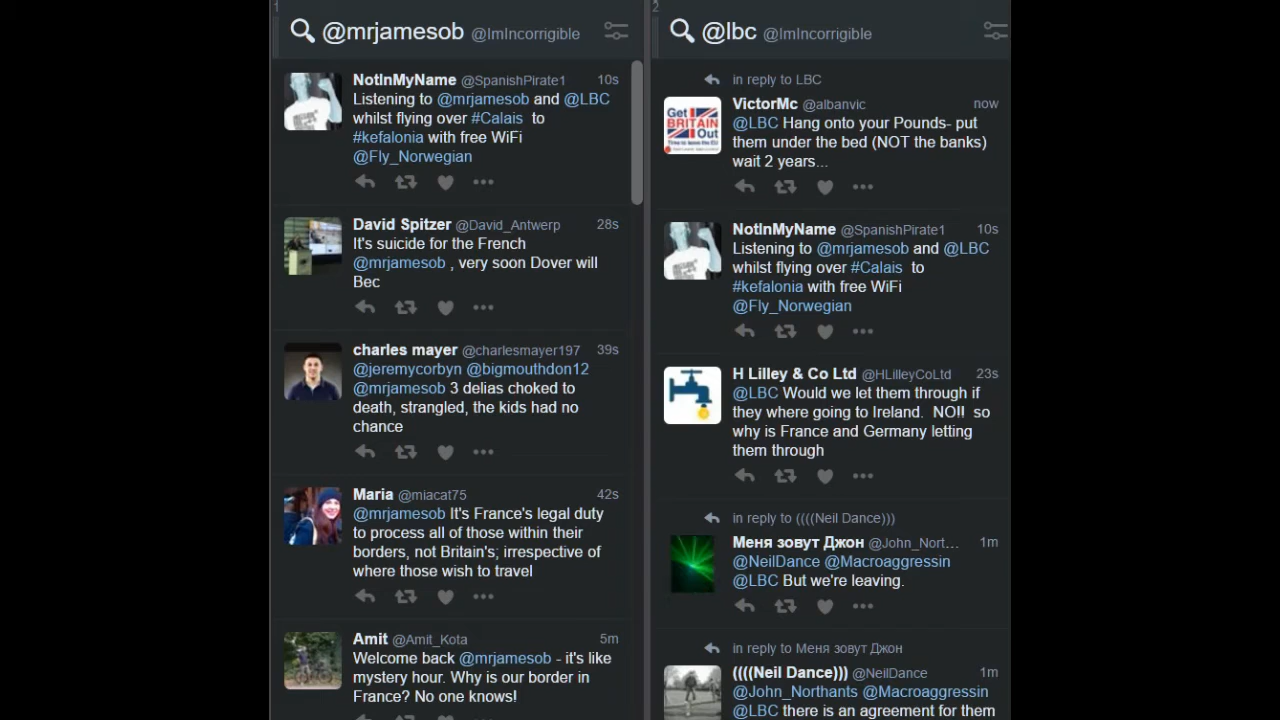 1
@mrjamesob @ImIncorrigible
NotInMyName @SpanishPirate1 10s
Listening to @mrjamesob and @LBC
whilst flying over #Calais to
#kefalonia with free WiFi
@Fly_Norwegian
David Spitzer @David_Antwerp 28s
It's suicide for the French
@mrjamesob , very soon Dover will
Bec
charles mayer @charlesmayer197 39s
@jeremycorbyn @bigmouthdon12
@mrjamesob 3 delias choked to
death, strangled, the kids had no
chance
Maria @miacat75 42s
@mrjamesob It's France's legal duty
to process all of those within their
borders, not Britain's; irrespective of
where those wish to travel
Amit @Amit_Kota 5m
Welcome back @mrjamesob - it's like
mystery hour. Why is our border in
France? No one knows!
2
@lbc @ImIncorrigible
in reply to LBC
VictorMc @albanvic now
Get
BRITAIN
Out
@LBC Hang onto your Pounds- put
them under the bed (NOT the banks)
wait 2 years...
NotInMyName @SpanishPirate1 10s
Listening to @mrjamesob and @LBC
whilst flying over #Calais to
#kefalonia with free WiFi
@Fly_Norwegian
H Lilley & Co Ltd @HLilleyCoLtd 23s
@LBC Would we let them through if
they where going to Ireland. NO!! so
why is France and Germany letting
them through
in reply to ((((Neil Dance)))
Меня зовут Джон @John_Nort... 1m
@NeilDance @Macroaggressin
@LBC But we're leaving.
in reply to Меня зовут Джон
((((Neil Dance))) @NeilDance 1m
@John_Northants @Macroaggressin
@LBC there is an agreement for them